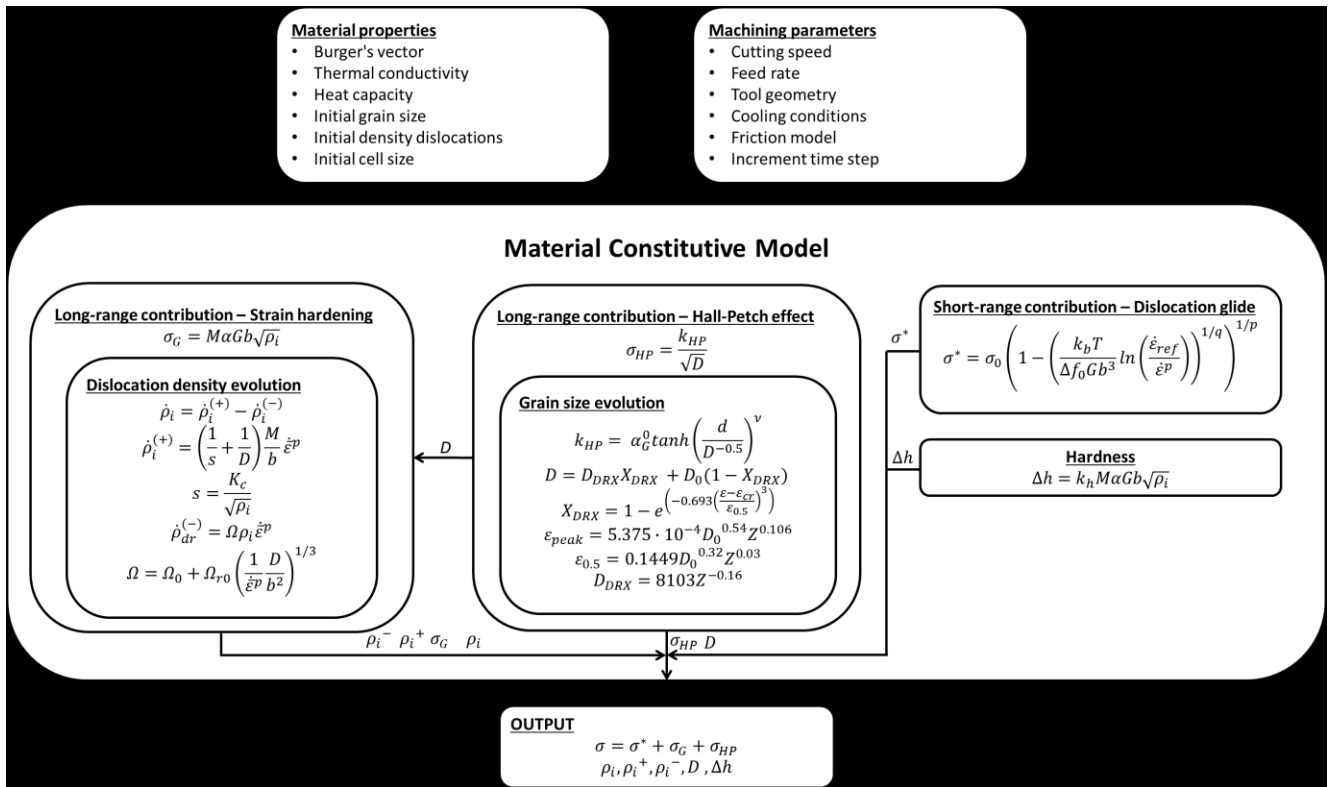 Material properties
• Burger's vector
• Thermal conductivity
• Heat capacity
• Initial grain size
• Initial density dislocations
• Initial cell size
Machining parameters
• Cutting speed
• Feed rate
• Tool geometry
• Cooling conditions
• Friction model
• Increment time step
Material Constitutive Model
Long-range contribution – Strain hardening
σ_G = MαGb√ρ_i
Dislocation density evolution
ρ̇_i = ρ̇_i^(+) − ρ̇_i^(−)
ρ̇_i^(+) = (1/s + 1/D) M/b ε̇^p
s = K_c/√ρ_i
ρ̇_dr^(−) = Ωρ_i ε̇^p
Ω = Ω_0 + Ω_r0 (1/ε̇^p D/b^2)^1/3
D
Long-range contribution – Hall-Petch effect
σ_HP = k_HP/√D
Grain size evolution
k_HP = α_G^0 tanh (d/D^−0.5)^ν
D = D_DRX X_DRX + D_0(1 − X_DRX)
X_DRX = 1 − e^(−0.693((ε−ε_cr)/ε_0.5)^3)
ε_peak = 5.375 · 10^−4 D_0^0.54 Z^0.106
ε_0.5 = 0.1449 D_0^0.32 Z^0.03
D_DRX = 8103 Z^−0.16
σ*
Short-range contribution – Dislocation glide
σ* = σ_0 (1 − (k_b T/(Δf_0 Gb^3) ln (ε̇_ref/ε̇^p))^1/q)^1/p
Δh
Hardness
Δh = k_h MαGb√ρ_i
ρ_i^− ρ_i^+ σ_G ρ_i
σ_HP D
OUTPUT
σ = σ* + σ_G + σ_HP
ρ_i, ρ_i^+, ρ_i^−, D , Δh